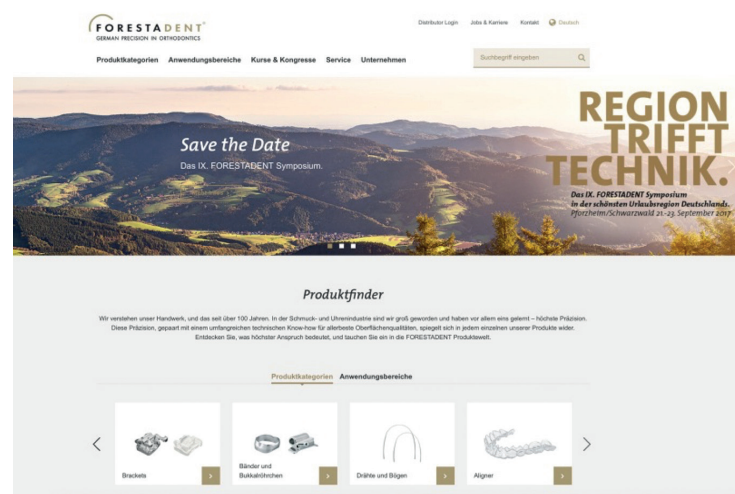 FORESTADENT
GERMAN PRECISION IN ORTHODONTICS
Distributor Login Jobs & Karriere Kontakt Deutsch
Produktkategorien Anwendungsbereiche Kurse & Kongresse Service Unternehmen
Suchbegriff eingeben
Save the Date
Das IX. FORESTADENT Symposium.
REGION
TRIFFT
TECHNIK.
Das IX. FORESTADENT Symposium
in der schönsten Urlaubsregion Deutschlands.
Pforzheim/Schwarzwald 21.-23. September 2017
Produktfinder
Wir verstehen unser Handwerk, und das seit über 100 Jahren. In der Schmuck- und Uhrenindustrie sind wir groß geworden und haben vor allem eins gelernt – höchste Präzision.
Diese Präzision, gepaart mit einem umfangreichen technischen Know-how für allerbeste Oberflächenqualitäten, spiegelt sich in jedem einzelnen unserer Produkte wider.
Entdecken Sie, was höchster Anspruch bedeutet, und tauchen Sie ein in die FORESTADENT Produktewelt.
Produktkategorien Anwendungsbereiche
Brackets
Bänder und
Bukkalröhrchen
Drähte und Bögen
Aligner